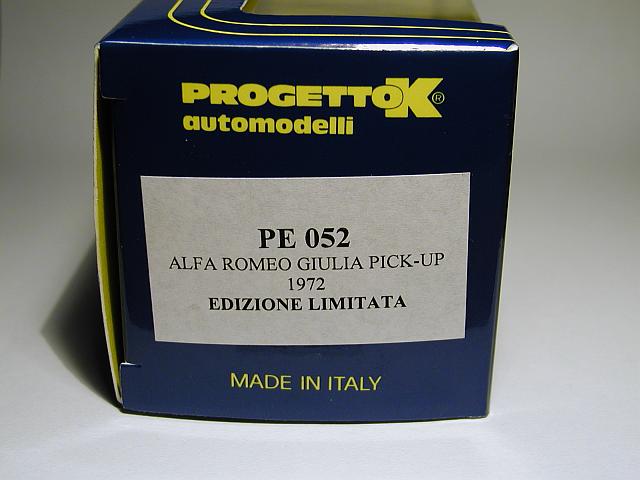 PROGETTOK®
automodelli
PE 052
ALFA ROMEO GIULIA PICK-UP
1972
EDIZIONE LIMITATA
MADE IN ITALY